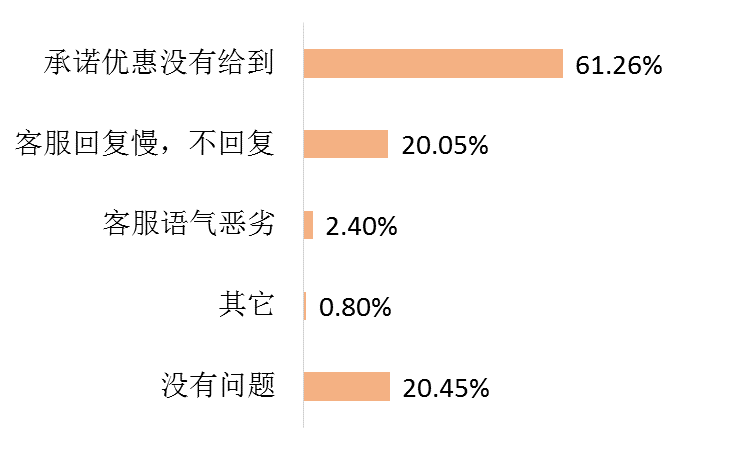 承诺优惠没有给到 61.26%
客服回复慢，不回复 20.05%
客服语气恶劣 2.40%
其它 0.80%
没有问题 20.45%